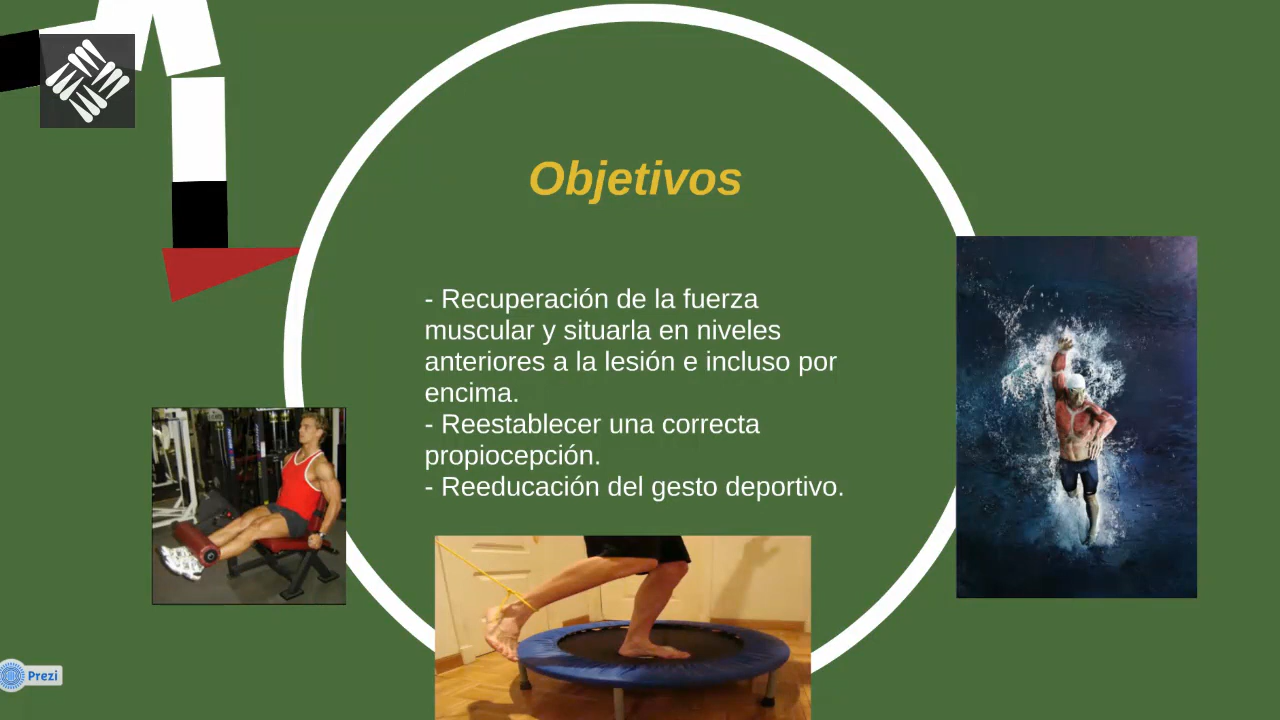 Objetivos
- Recuperación de la fuerza
muscular y situarla en niveles
anteriores a la lesión e incluso por
encima.
- Reestablecer una correcta
propiocepción.
- Reeducación del gesto deportivo.
Prezi